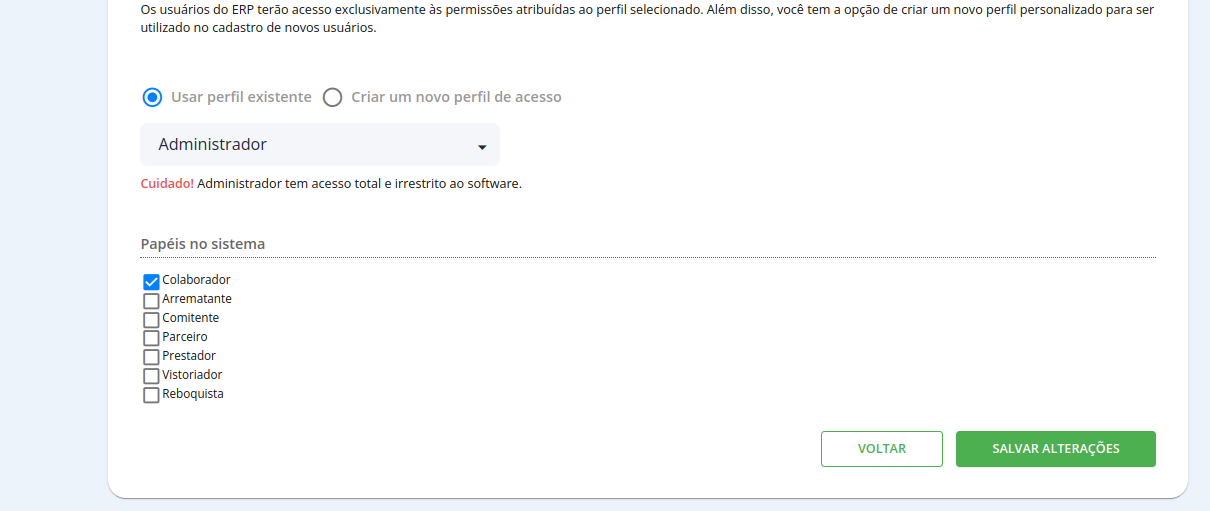 Os usuários do ERP terão acesso exclusivamente às permissões atribuídas ao perfil selecionado. Além disso, você tem a opção de criar um novo perfil personalizado para ser
utilizado no cadastro de novos usuários.
Usar perfil existente Criar um novo perfil de acesso
Administrador
Cuidado! Administrador tem acesso total e irrestrito ao software.
Papéis no sistema
Colaborador
Arrematante
Comitente
Parceiro
Prestador
Vistoriador
Reboquista
VOLTAR SALVAR ALTERAÇÕES